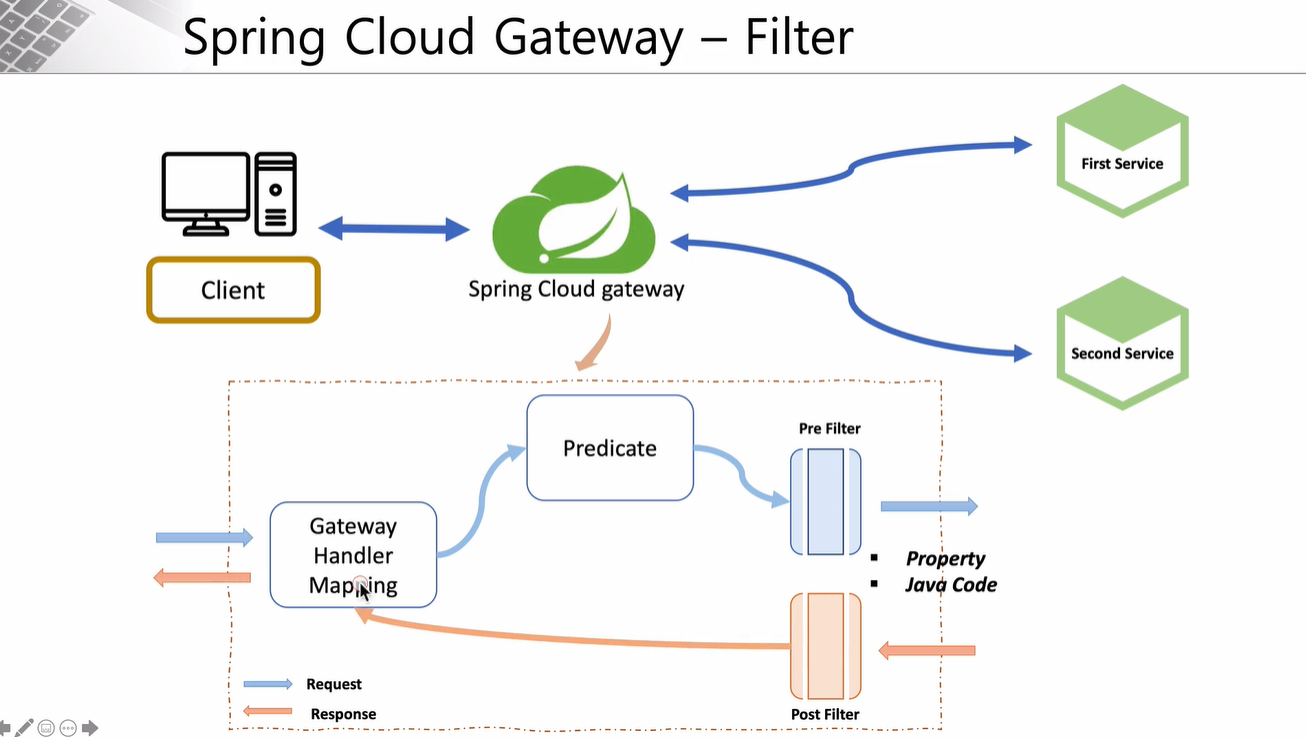 Spring Cloud Gateway – Filter
First Service
Client
Spring Cloud gateway
Second Service
Predicate
Pre Filter
Gateway
Handler
Mapping
▪ Property
▪ Java Code
Request
Response
Post Filter